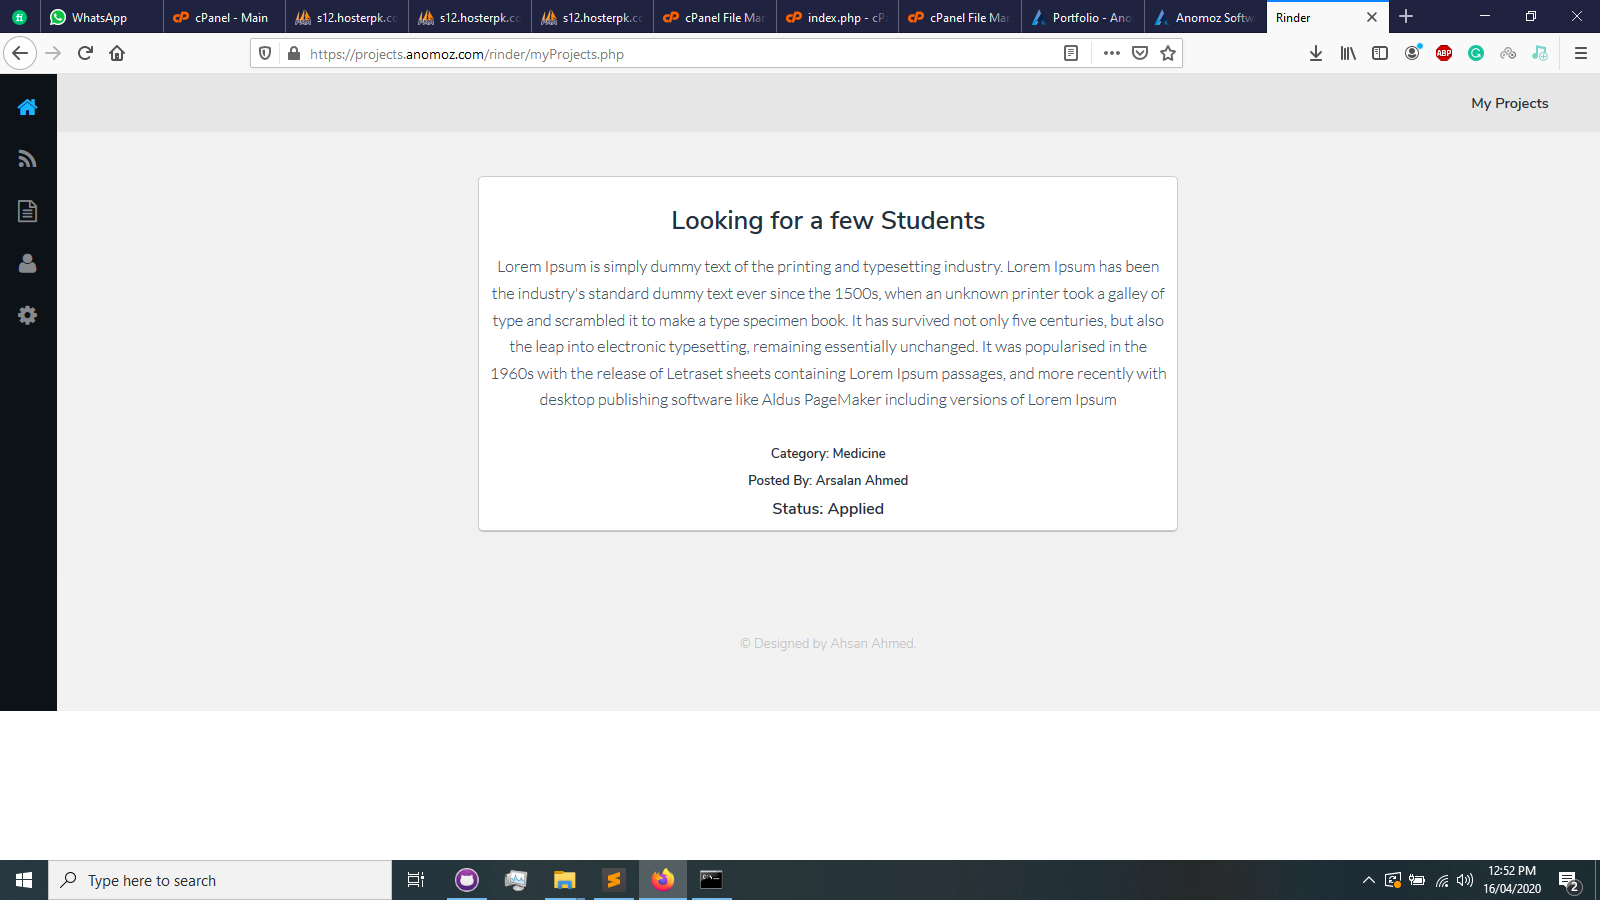 WhatsApp
cPanel - Main
s12.hosterpk.co
s12.hosterpk.co
s12.hosterpk.co
cPanel File Mar
index.php - cP
cPanel File Mar
Portfolio - Ano
Anomoz Softw
Rinder
https://projects.anomoz.com/rinder/myProjects.php
ABP
My Projects
Looking for a few Students
Lorem Ipsum is simply dummy text of the printing and typesetting industry. Lorem Ipsum has been
the industry's standard dummy text ever since the 1500s, when an unknown printer took a galley of
type and scrambled it to make a type specimen book. It has survived not only five centuries, but also
the leap into electronic typesetting, remaining essentially unchanged. It was popularised in the
1960s with the release of Letraset sheets containing Lorem Ipsum passages, and more recently with
desktop publishing software like Aldus PageMaker including versions of Lorem Ipsum
Category: Medicine
Posted By: Arsalan Ahmed
Status: Applied
© Designed by Ahsan Ahmed.
Type here to search
12:52 PM
16/04/2020
2